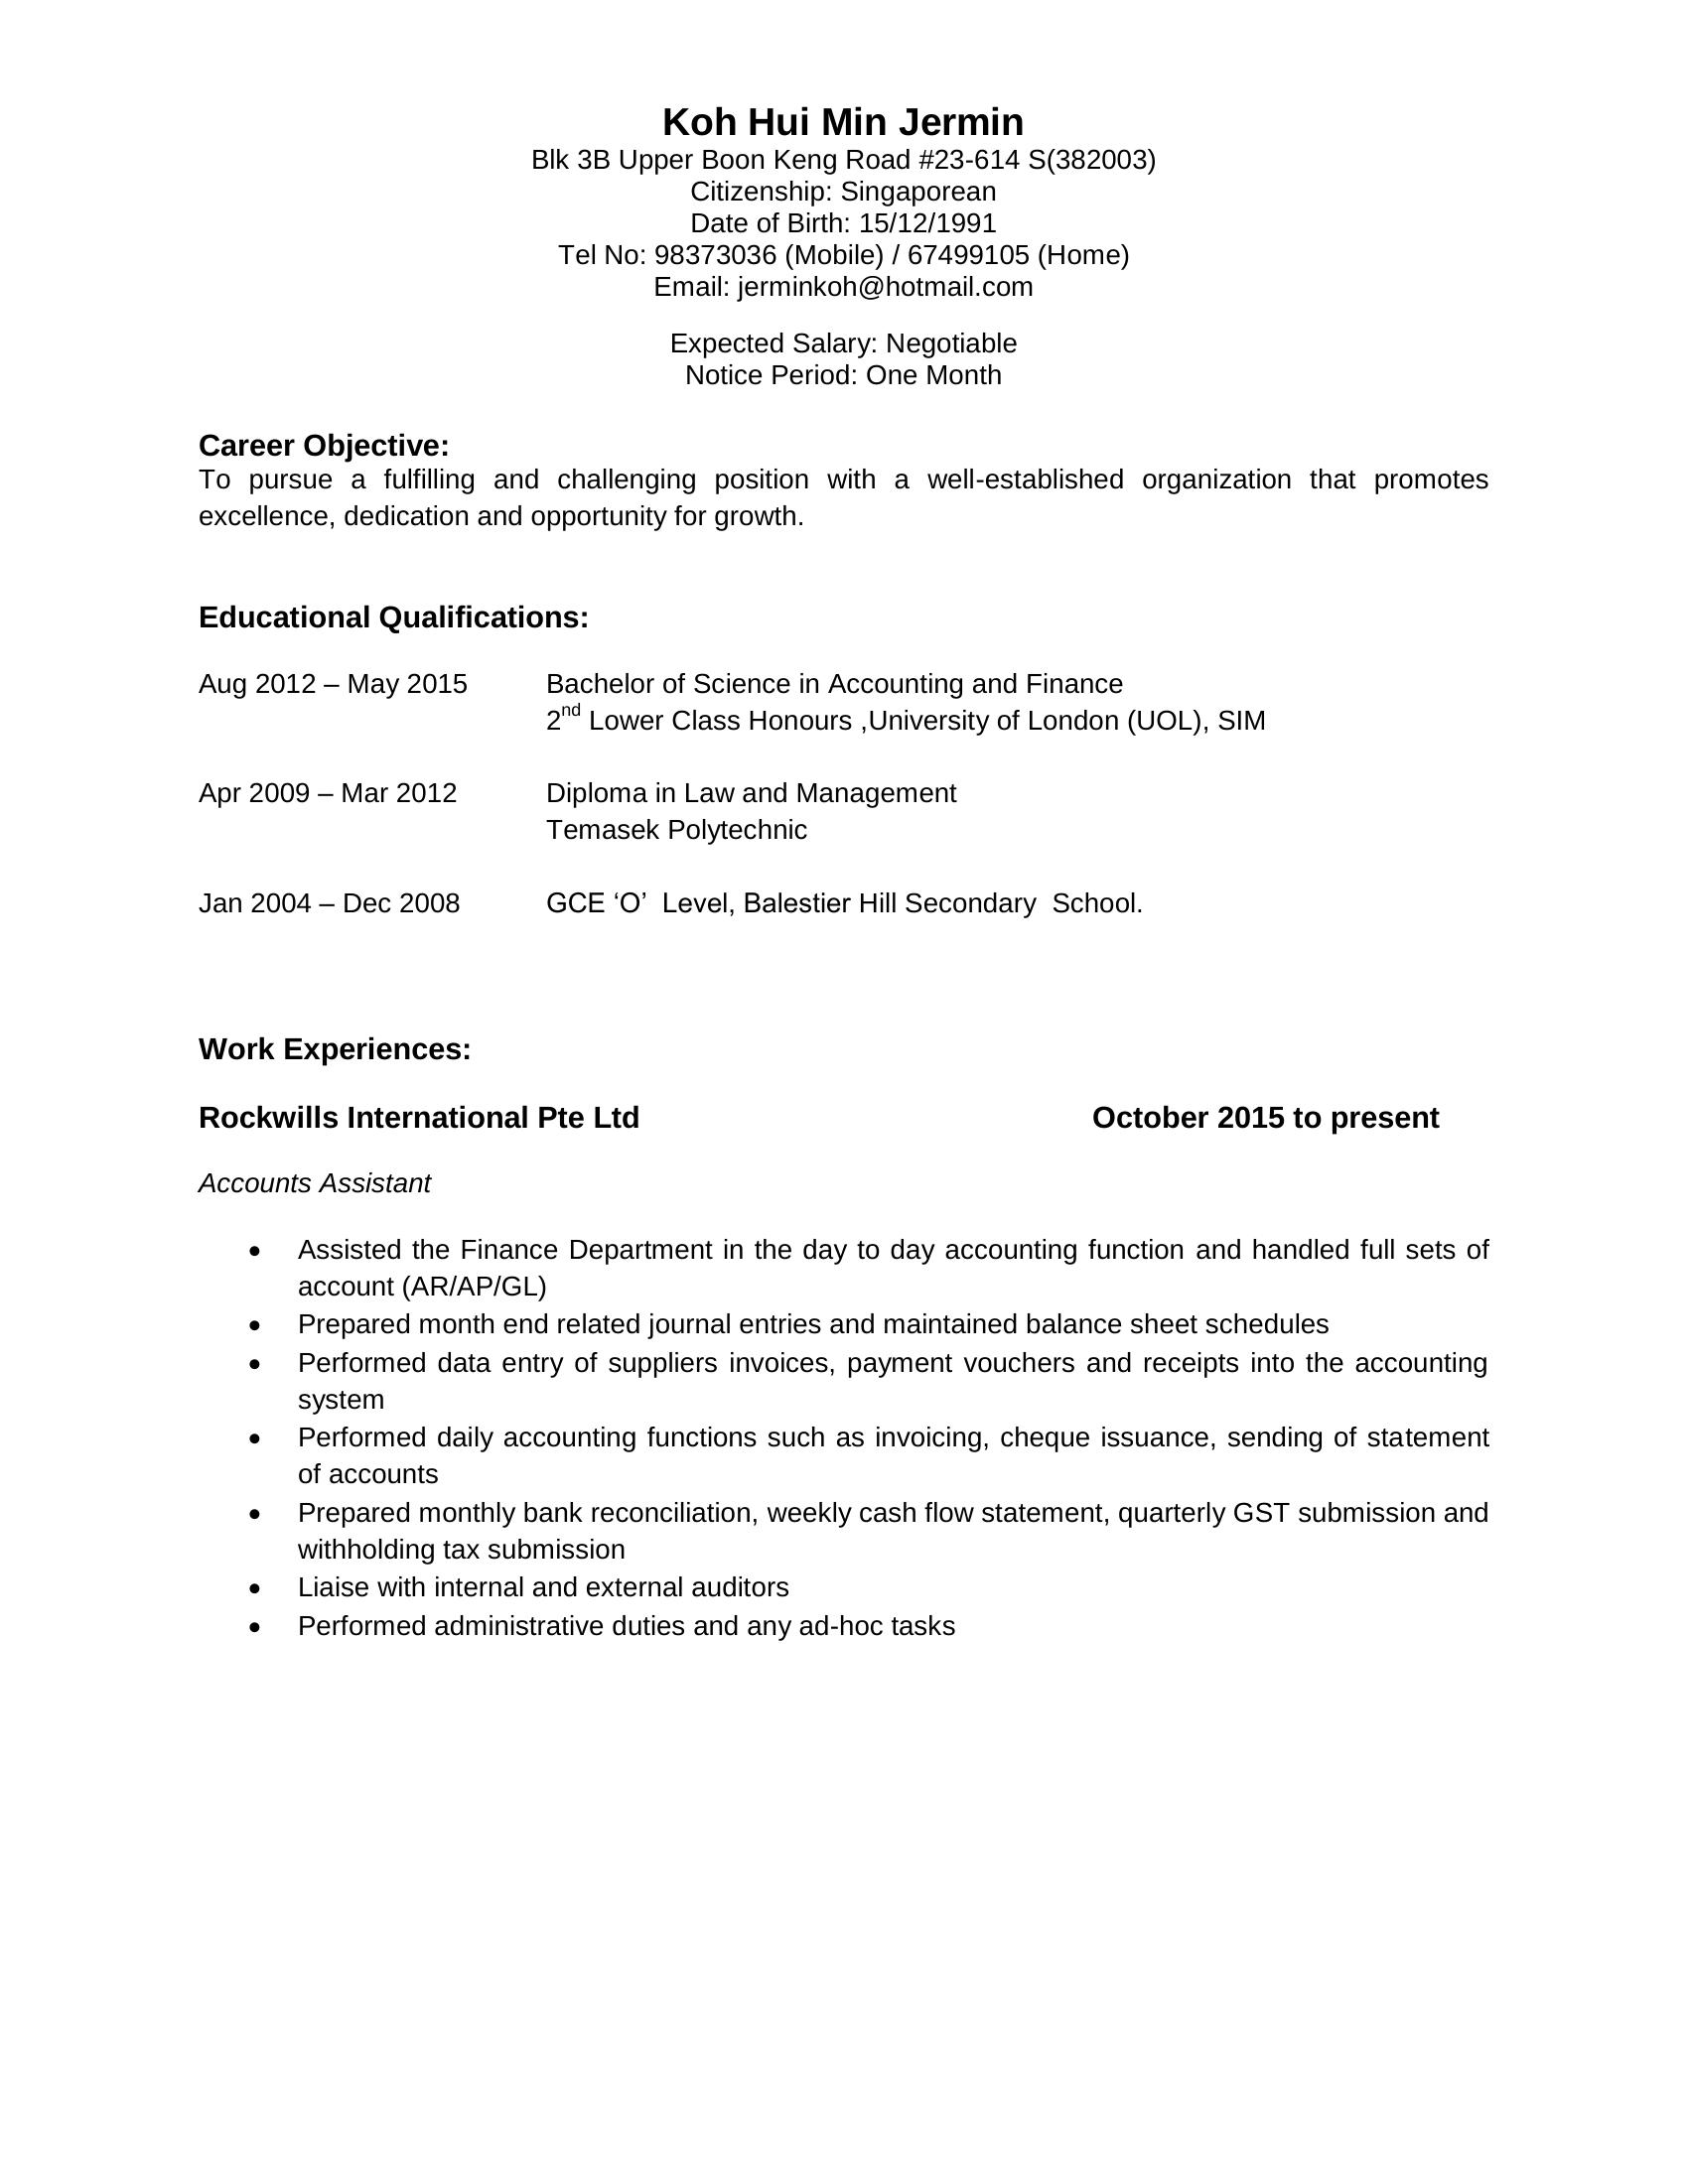 Koh Hui Min Jermin
Blk 3B Upper Boon Keng Road #23-614 S(382003)
Citizenship: Singaporean
Date of Birth: 15/12/1991
Tel No: 98373036 (Mobile) / 67499105 (Home)
Email: jerminkoh@hotmail.com
Expected Salary: Negotiable
Notice Period: One Month
Career Objective:
To pursue a fulfilling and challenging position with a well-established organization that promotes
excellence, dedication and opportunity for growth.
Educational Qualifications:
Aug 2012 – May 2015 Bachelor of Science in Accounting and Finance
2nd Lower Class Honours ,University of London (UOL), SIM
Apr 2009 – Mar 2012 Diploma in Law and Management
Temasek Polytechnic
Jan 2004 – Dec 2008 GCE ‘O’ Level, Balestier Hill Secondary School.
Work Experiences:
Rockwills International Pte Ltd October 2015 to present
Accounts Assistant
• Assisted the Finance Department in the day to day accounting function and handled full sets of
account (AR/AP/GL)
• Prepared month end related journal entries and maintained balance sheet schedules
• Performed data entry of suppliers invoices, payment vouchers and receipts into the accounting
system
• Performed daily accounting functions such as invoicing, cheque issuance, sending of statement
of accounts
• Prepared monthly bank reconciliation, weekly cash flow statement, quarterly GST submission and
withholding tax submission
• Liaise with internal and external auditors
• Performed administrative duties and any ad-hoc tasks